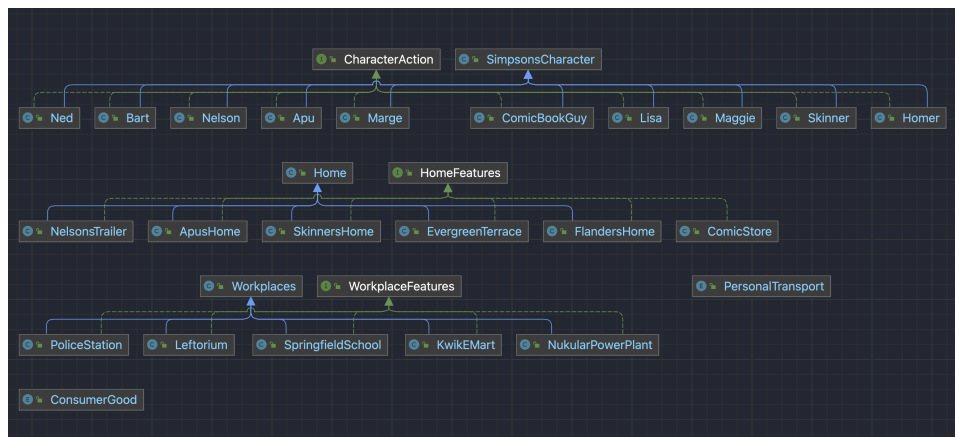 CharacterAction SimpsonsCharacter
Ned Bart Nelson Apu Marge ComicBookGuy Lisa Maggie Skinner Homer
Home HomeFeatures
NelsonsTrailer ApusHome SkinnersHome EvergreenTerrace FlandersHome ComicStore
Workplaces WorkplaceFeatures PersonalTransport
PoliceStation Leftorium SpringfieldSchool KwikEMart NukularPowerPlant
ConsumerGood